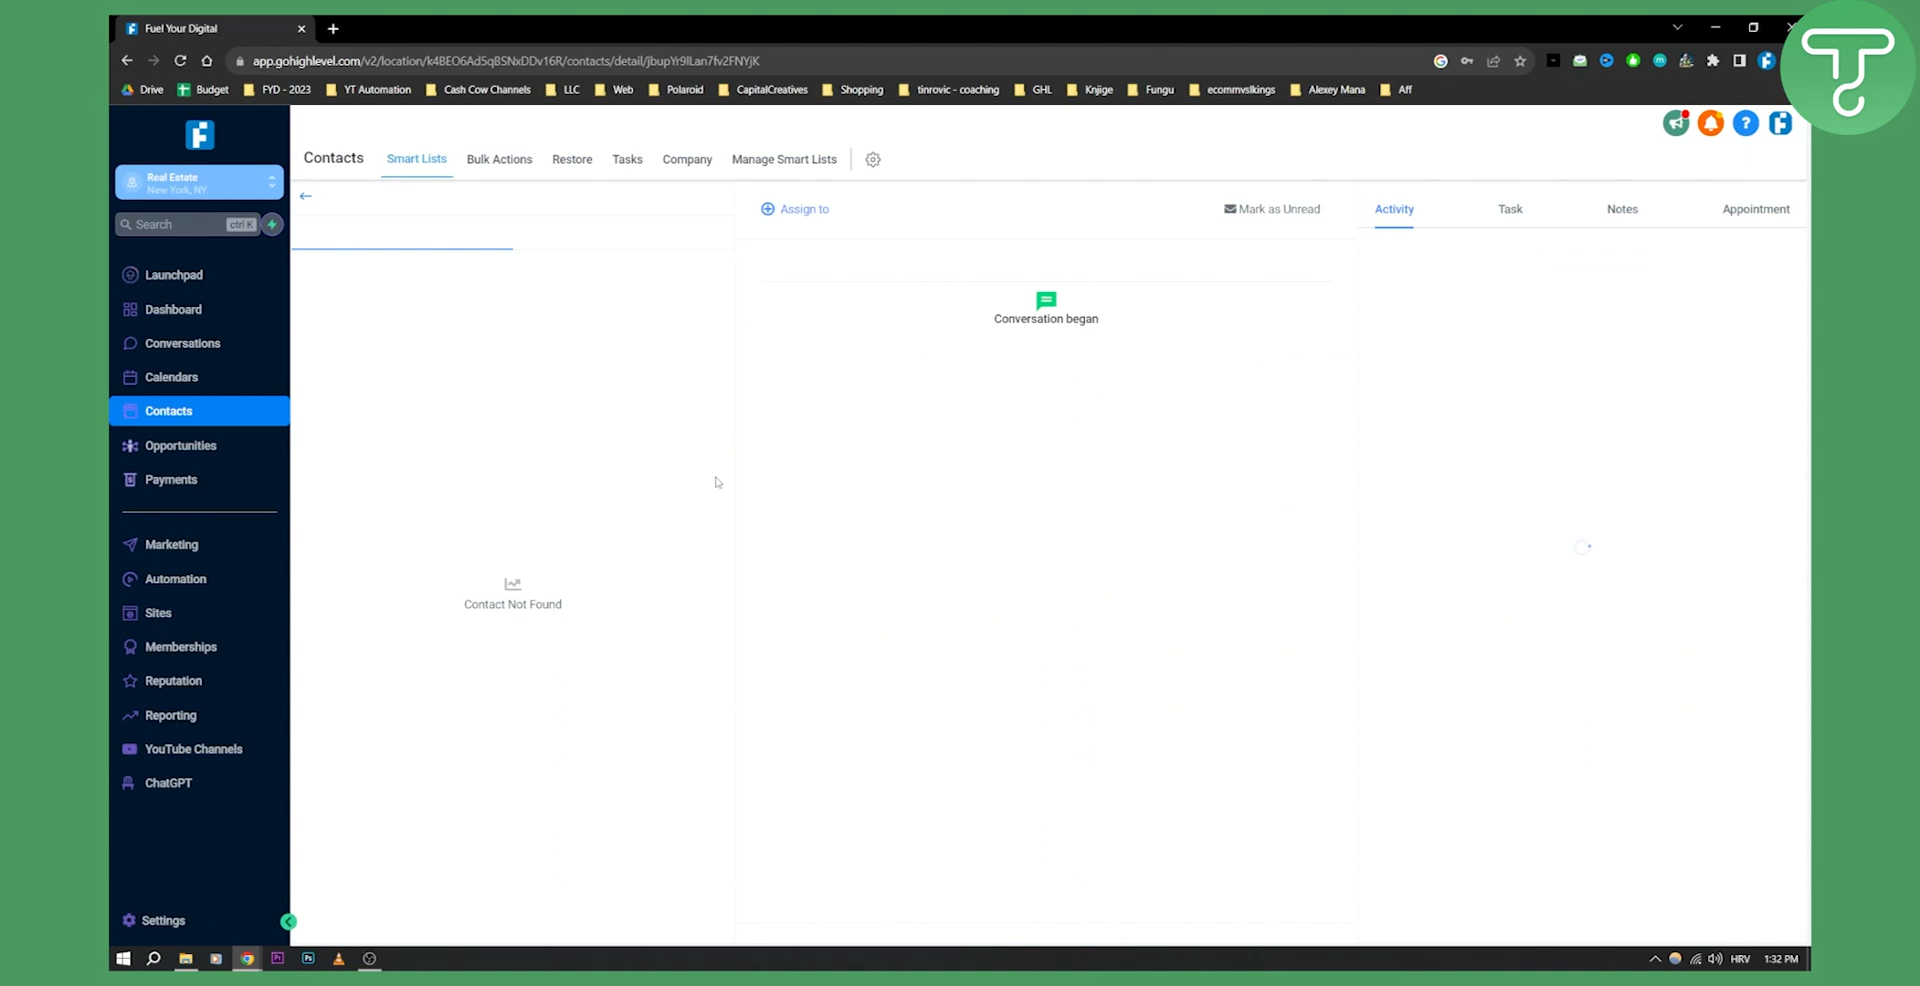 Fuel Your Digital
app.gohighlevel.com/v2/location/k4BEO6Ad5qBSNxDDv16R/contacts/detail/jbupYr9lLan7fv2FNYjK
Drive Budget FYD - 2023 YT Automation Cash Cow Channels LLC Web Polaroid CapitalCreatives Shopping tinrovic - coaching GHL Knjige Fungu ecommvslkings Alexey Mana Aff
Real Estate
New York, NY
Search ctrl K
Launchpad
Dashboard
Conversations
Calendars
Contacts
Opportunities
Payments
Marketing
Automation
Sites
Memberships
Reputation
Reporting
YouTube Channels
ChatGPT
Settings
Contacts Smart Lists Bulk Actions Restore Tasks Company Manage Smart Lists
Contact Not Found
Assign to Mark as Unread
Conversation began
Activity Task Notes Appointment
HRV 1:32 PM